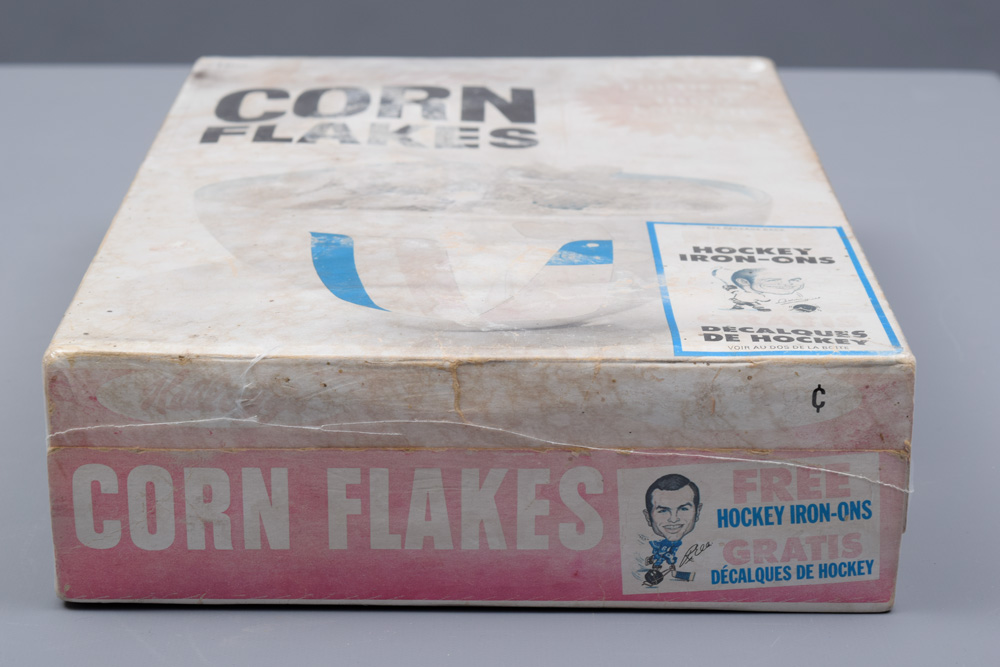 CORN
FLAKES
HOCKEY
IRON-ONS
DÉCALQUES
DE HOCKEY
VOIR AU DOS DE LA BOÎTE
¢
CORN FLAKES
FREE
HOCKEY IRON-ONS
GRATIS
DÉCALQUES DE HOCKEY